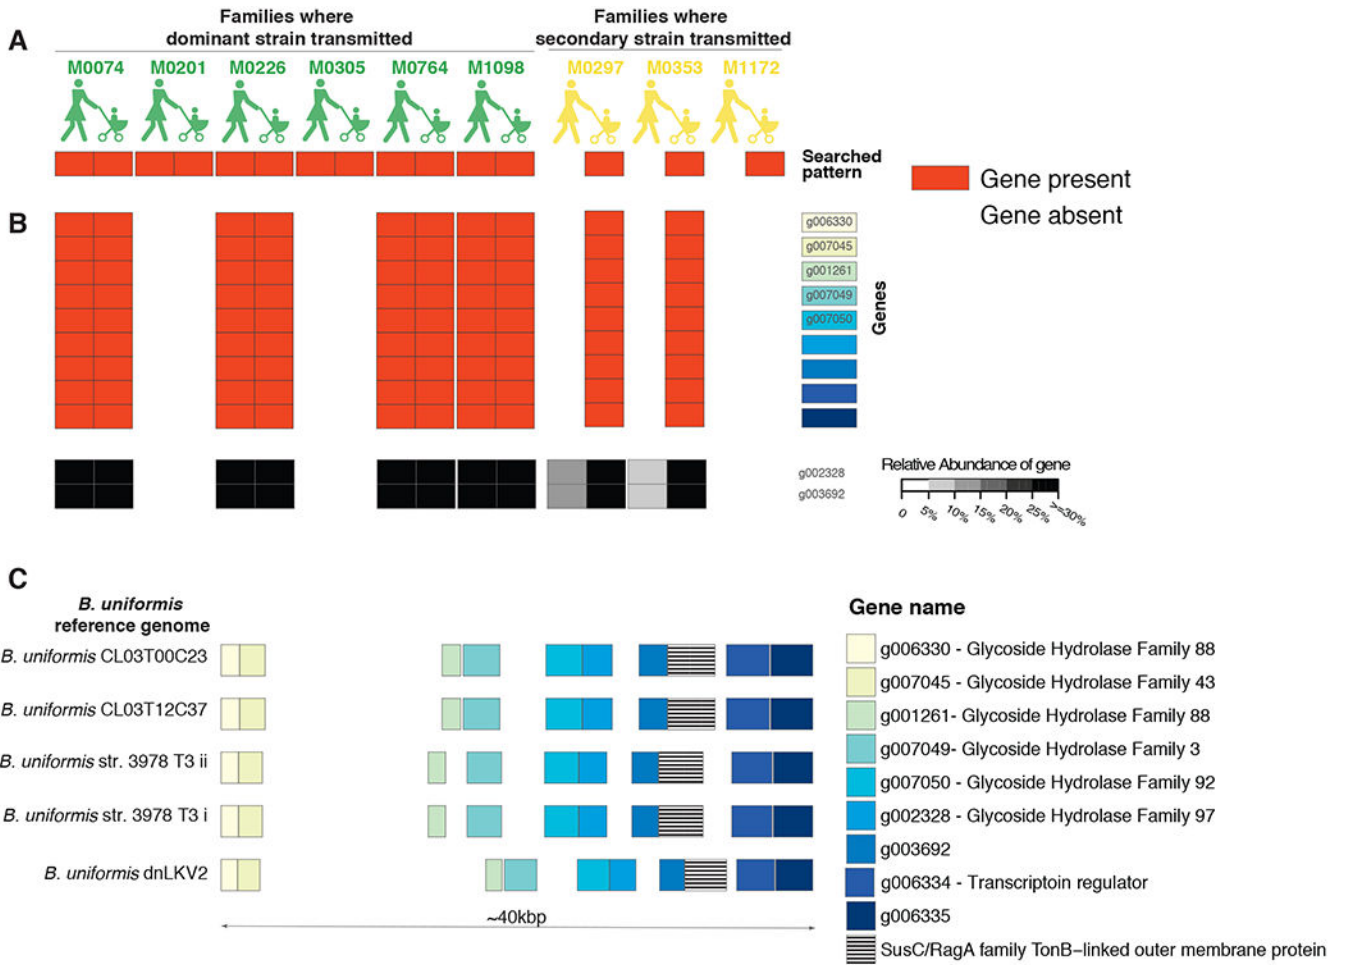 A
Families where
dominant strain transmitted
Families where
secondary strain transmitted
M0074 M0201 M0226 M0305 M0764 M1098 M0297 M0353 M1172
Searched
pattern
Gene present
Gene absent
B
g006330
g007045
g001261
g007049
g007050
Genes
g002328
g003692
Relative Abundance of gene
0 5% 10% 15% 20% 25% >=30%
C
B. uniformis
reference genome
B. uniformis CL03T00C23
B. uniformis CL03T12C37
B. uniformis str. 3978 T3 ii
B. uniformis str. 3978 T3 i
B. uniformis dnLKV2
~40kbp
Gene name
g006330 - Glycoside Hydrolase Family 88
g007045 - Glycoside Hydrolase Family 43
g001261- Glycoside Hydrolase Family 88
g007049- Glycoside Hydrolase Family 3
g007050 - Glycoside Hydrolase Family 92
g002328 - Glycoside Hydrolase Family 97
g003692
g006334 - Transcriptoin regulator
g006335
SusC/RagA family TonB−linked outer membrane protein